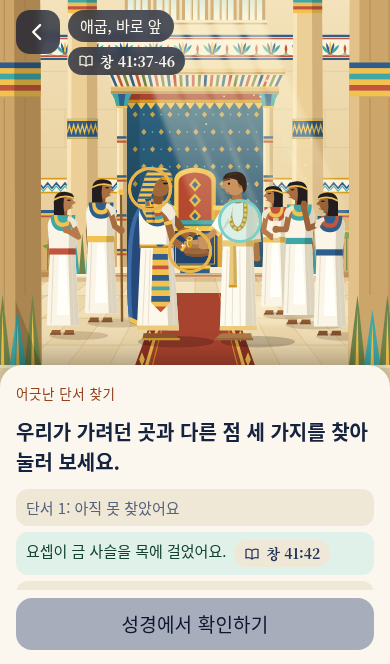 애굽, 바로 앞
창 41:37-46
어긋난 단서 찾기
우리가 가려던 곳과 다른 점 세 가지를 찾아
눌러 보세요.
단서 1: 아직 못 찾았어요
요셉이 금 사슬을 목에 걸었어요. 창 41:42
성경에서 확인하기